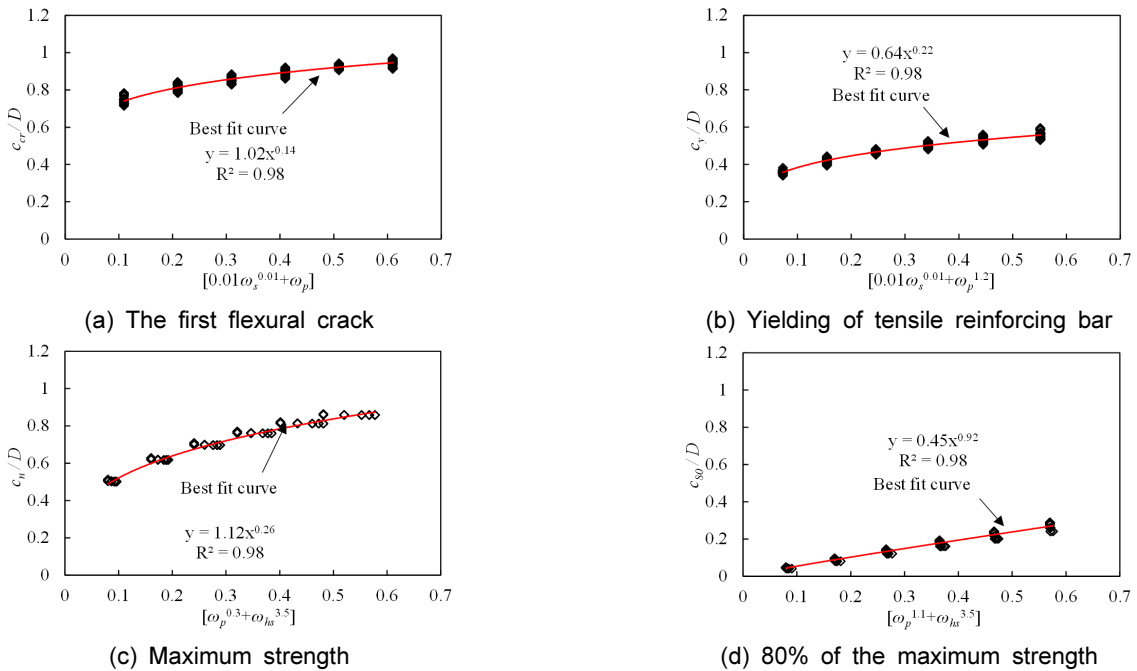 1.2
1
0.8
0.6
0.4
0.2
0
c_cr / D
Best fit curve
y = 1.02x^0.14
R² = 0.98
0 0.1 0.2 0.3 0.4 0.5 0.6 0.7
[0.01ω_s^0.01+ω_p]
(a) The first flexural crack
1.2
1
0.8
0.6
0.4
0.2
0
c_y / D
y = 0.64x^0.22
R² = 0.98
Best fit curve
0 0.1 0.2 0.3 0.4 0.5 0.6 0.7
[0.01ω_s^0.01+ω_p^1.2]
(b) Yielding of tensile reinforcing bar
1.2
1
0.8
0.6
0.4
0.2
0
c_n / D
Best fit curve
y = 1.12x^0.26
R² = 0.98
0 0.1 0.2 0.3 0.4 0.5 0.6 0.7
[ω_p^0.3+ω_hs^3.5]
(c) Maximum strength
1.2
1
0.8
0.6
0.4
0.2
0
c_80 / D
y = 0.45x^0.92
R² = 0.98
Best fit curve
0 0.1 0.2 0.3 0.4 0.5 0.6 0.7
[ω_p^1.1+ω_hs^3.5]
(d) 80% of the maximum strength